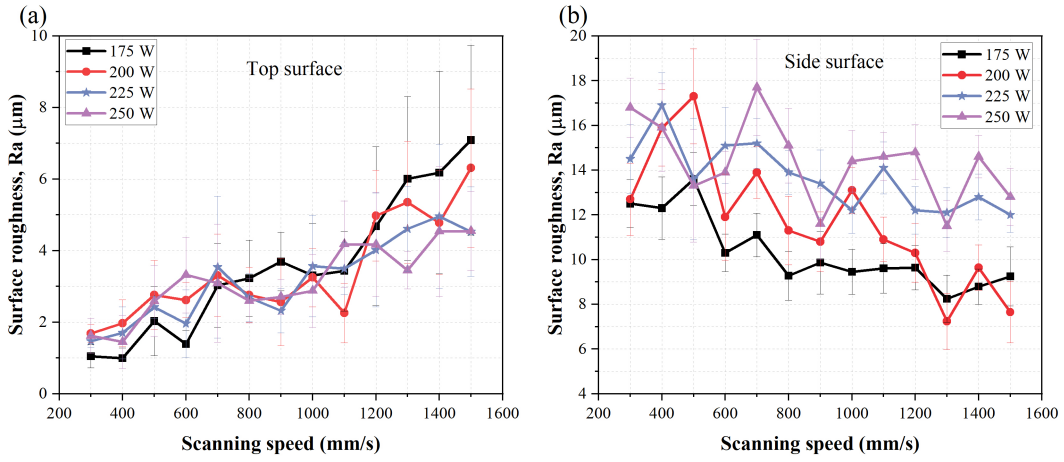 (a)
Surface roughness, Ra (μm)
10
8
6
4
2
0
175 W
200 W
225 W
250 W
Top surface
200 400 600 800 1000 1200 1400 1600
Scanning speed (mm/s)
(b)
Surface roughness, Ra (μm)
20
18
16
14
12
10
8
6
4
Side surface
175 W
200 W
225 W
250 W
200 400 600 800 1000 1200 1400 1600
Scanning speed (mm/s)